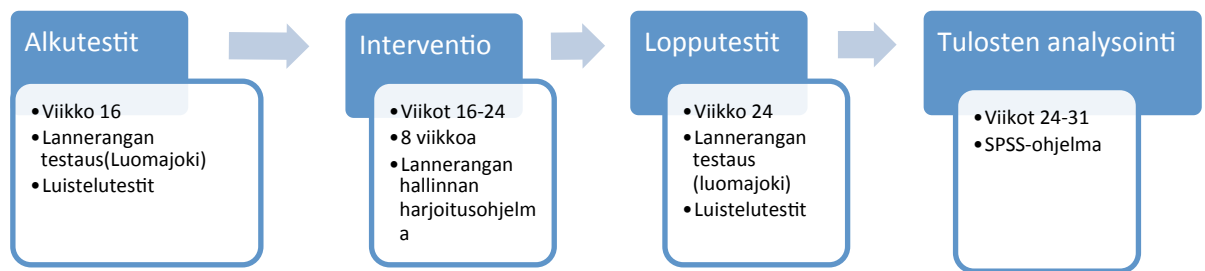 Alkutestit
•Viikko 16
•Lannerangan
testaus(Luomajoki)
•Luistelutestit
Interventio
•Viikot 16-24
•8 viikkoa
•Lannerangan
hallinnan
harjoitusohjelm
a
Lopputestit
•Viikko 24
•Lannerangan
testaus
(luomajoki)
•Luistelutestit
Tulosten analysointi
•Viikot 24-31
•SPSS-ohjelma